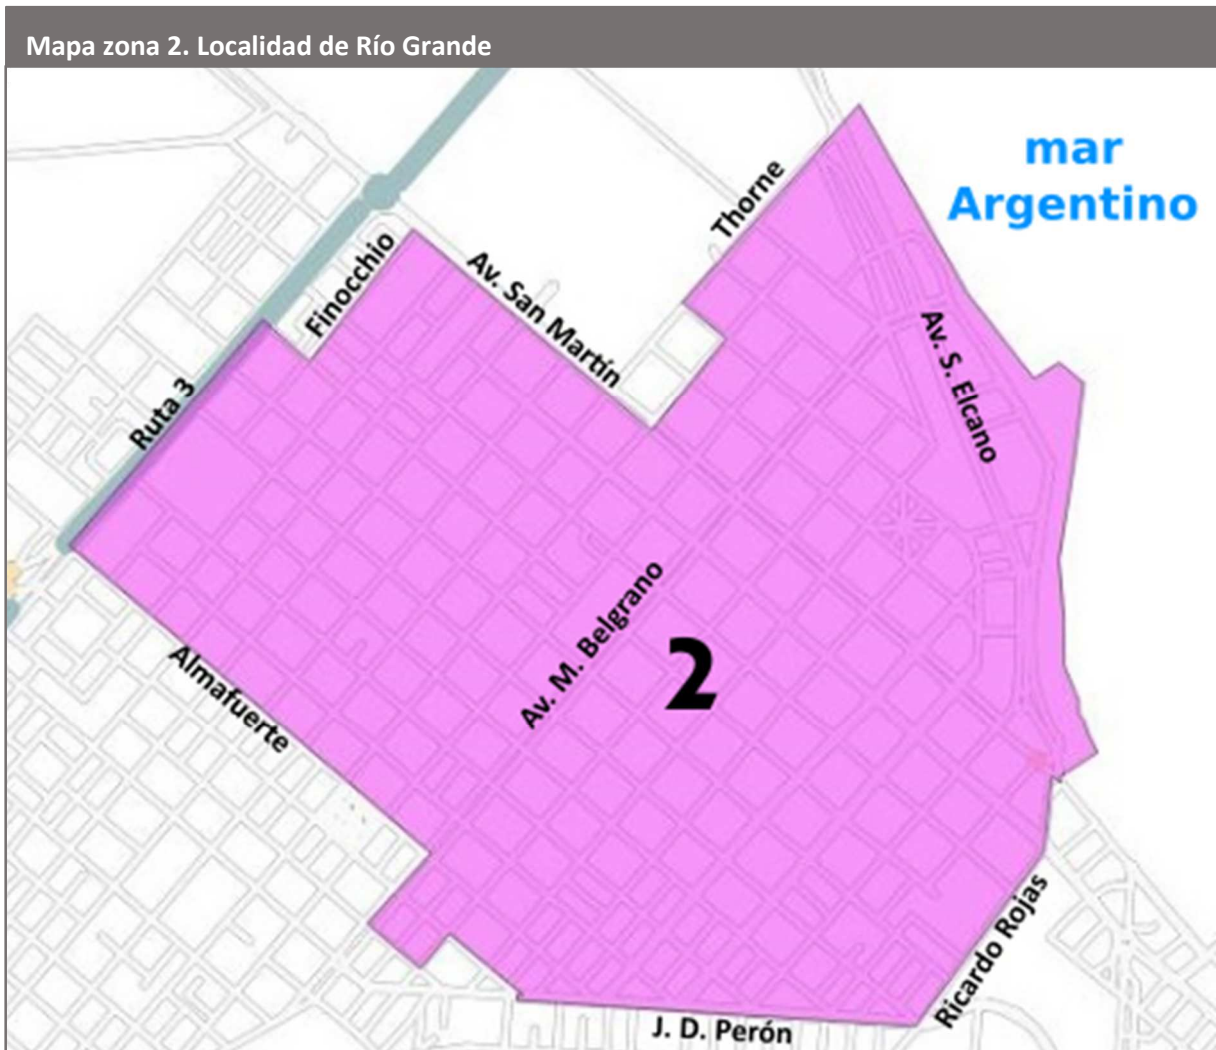 Mapa zona 2. Localidad de Río Grande
mar
Argentino
Thorne
Finocchio
Av. San Martín
Av. S. Elcano
Ruta 3
Av. M. Belgrano
2
Almafuerte
Ricardo Rojas
J. D. Perón